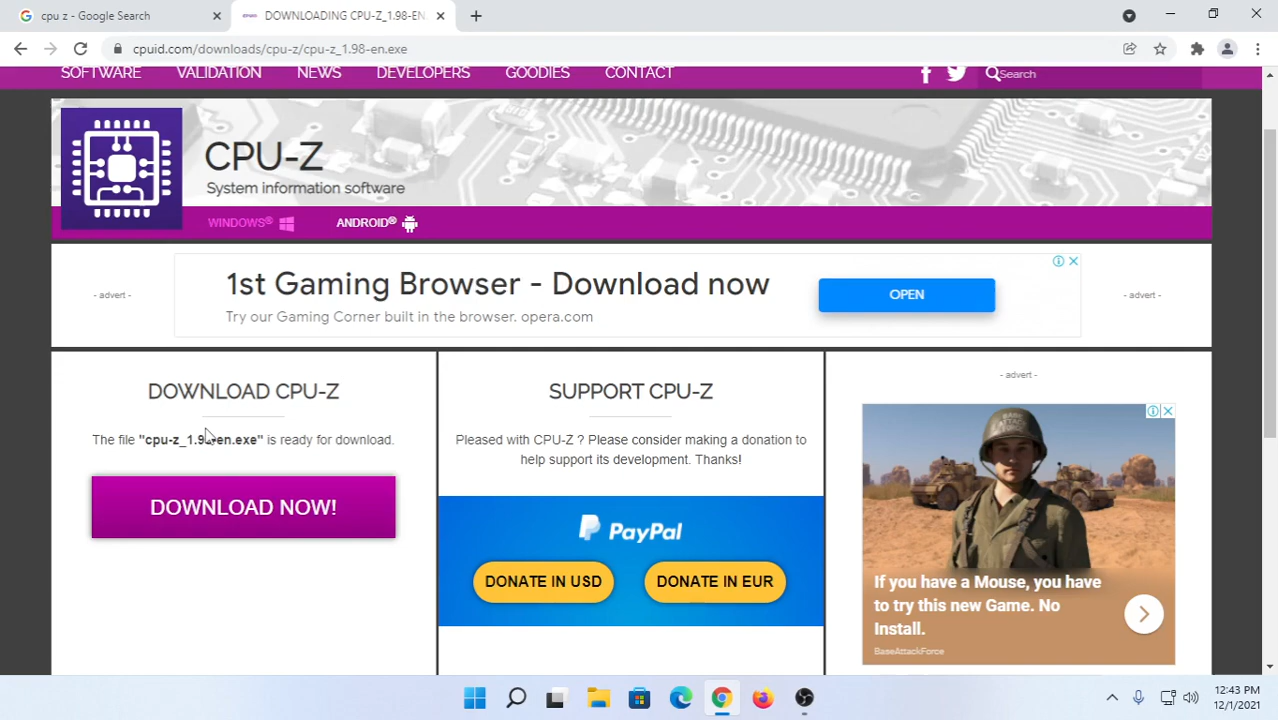 cpu z - Google Search
DOWNLOADING CPU-Z_1.98-EN.
cpuid.com/downloads/cpu-z/cpu-z_1.98-en.exe
SOFTWARE VALIDATION NEWS DEVELOPERS GOODIES CONTACT Search
CPU-Z
System information software
WINDOWS® ANDROID®
- advert -
1st Gaming Browser - Download now
Try our Gaming Corner built in the browser. opera.com
OPEN
- advert -
DOWNLOAD CPU-Z
The file "cpu-z_1.98-en.exe" is ready for download.
DOWNLOAD NOW!
SUPPORT CPU-Z
Pleased with CPU-Z ? Please consider making a donation to
help support its development. Thanks!
PayPal
DONATE IN USD DONATE IN EUR
- advert -
If you have a Mouse, you have
to try this new Game. No
Install.
BaseAttackForce
12:43 PM
12/1/2021